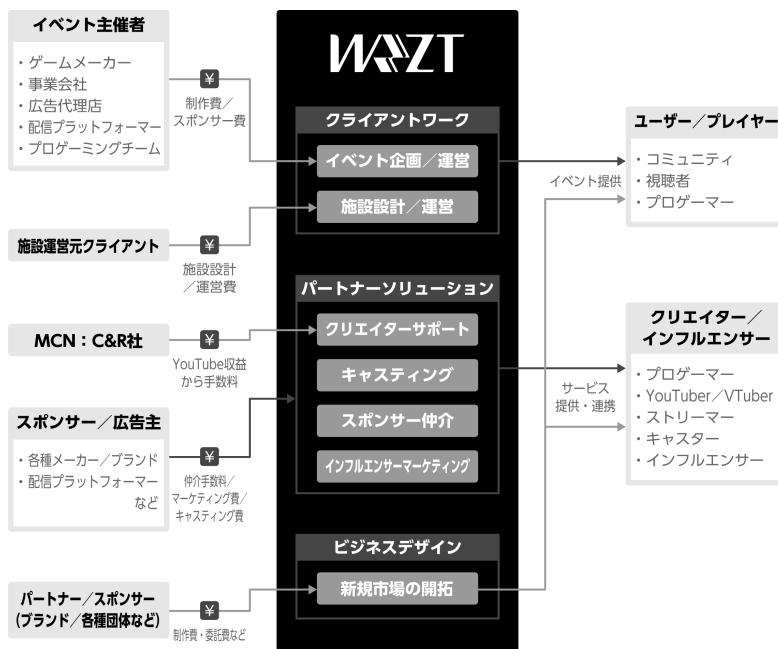 イベント主催者
・ゲームメーカー
・事業会社
・広告代理店
・配信プラットフォーマー
・プロゲーミングチーム
¥
制作費／
スポンサー費
施設運営元クライアント
¥
施設設計
／運営費
MCN：C&R社
¥
YouTube収益
から手数料
スポンサー／広告主
・各種メーカー／ブランド
・配信プラットフォーマー
など
¥
仲介手数料／
マーケティング費／
キャスティング費
パートナー／スポンサー
(ブランド／各種団体など)
¥
制作費・委託費など
WRZT
クライアントワーク
イベント企画／運営
施設設計／運営
パートナーソリューション
クリエイターサポート
キャスティング
スポンサー仲介
インフルエンサーマーケティング
ビジネスデザイン
新規市場の開拓
イベント提供
ユーザー／プレイヤー
・コミュニティ
・視聴者
・プロゲーマー
サービス
提供・連携
クリエイター／
インフルエンサー
・プロゲーマー
・YouTuber／VTuber
・ストリーマー
・キャスター
・インフルエンサー